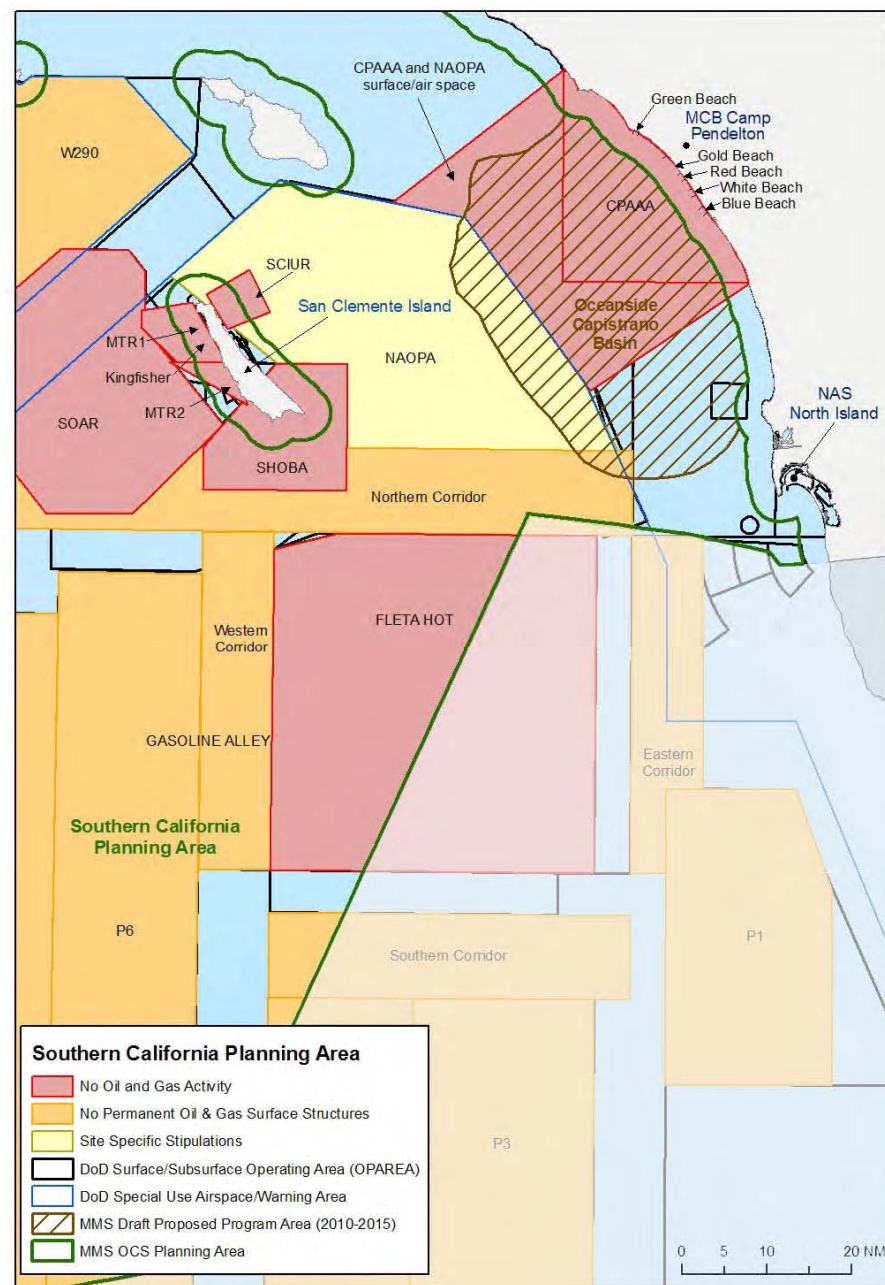 CPAAA and NAOPA
surface/air space
Green Beach
MCB Camp
Pendelton
W290
Gold Beach
Red Beach
White Beach
Blue Beach
CPAAA
SCIUR
San Clemente Island
Oceanside
Capistrano
Basin
MTR1
NAOPA
Kingfisher
MTR2
NAS
North Island
SOAR
SHOBA
Northern Corridor
FLETA HOT
Western
Corridor
GASOLINE ALLEY
Eastern
Corridor
Southern California
Planning Area
P6
Southern Corridor
P1
P3
Southern California Planning Area
No Oil and Gas Activity
No Permanent Oil & Gas Surface Structures
Site Specific Stipulations
DoD Surface/Subsurface Operating Area (OPAREA)
DoD Special Use Airspace/Warning Area
MMS Draft Proposed Program Area (2010-2015)
MMS OCS Planning Area
0 5 10 20 NM